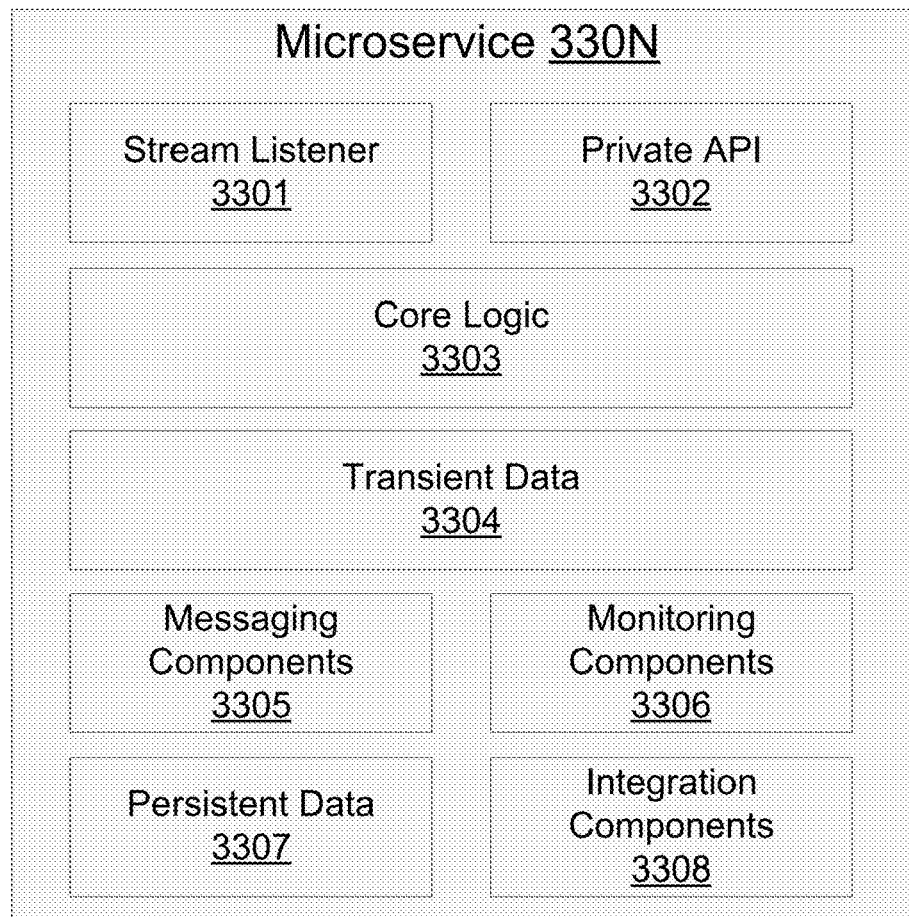 Microservice 330N
Stream Listener
3301
Private API
3302
Core Logic
3303
Transient Data
3304
Messaging
Components
3305
Monitoring
Components
3306
Persistent Data
3307
Integration
Components
3308